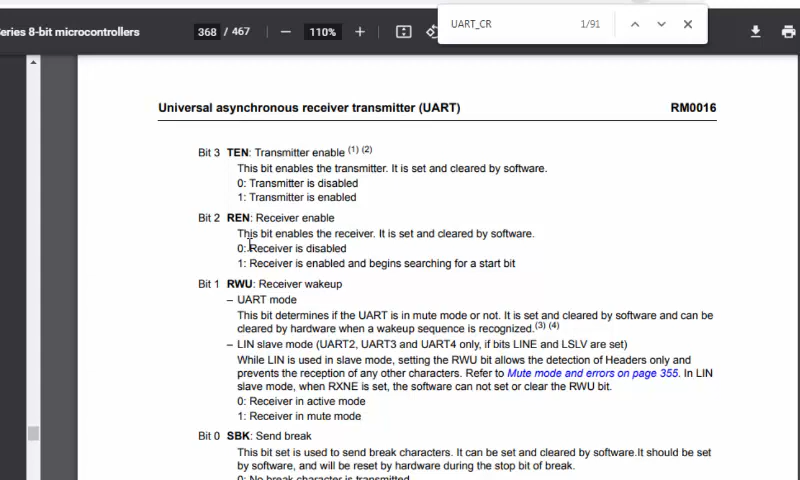 eries 8-bit microcontrollers
368 / 467
110%
UART_CR
1/91
Universal asynchronous receiver transmitter (UART)
RM0016
Bit 3 TEN: Transmitter enable (1) (2)
This bit enables the transmitter. It is set and cleared by software.
0: Transmitter is disabled
1: Transmitter is enabled
Bit 2 REN: Receiver enable
This bit enables the receiver. It is set and cleared by software.
0: Receiver is disabled
1: Receiver is enabled and begins searching for a start bit
Bit 1 RWU: Receiver wakeup
– UART mode
This bit determines if the UART is in mute mode or not. It is set and cleared by software and can be
cleared by hardware when a wakeup sequence is recognized.(3) (4)
– LIN slave mode (UART2, UART3 and UART4 only, if bits LINE and LSLV are set)
While LIN is used in slave mode, setting the RWU bit allows the detection of Headers only and
prevents the reception of any other characters. Refer to Mute mode and errors on page 355. In LIN
slave mode, when RXNE is set, the software can not set or clear the RWU bit.
0: Receiver in active mode
1: Receiver in mute mode
Bit 0 SBK: Send break
This bit set is used to send break characters. It can be set and cleared by software.It should be set
by software, and will be reset by hardware during the stop bit of break.
0: No break character is transmitted